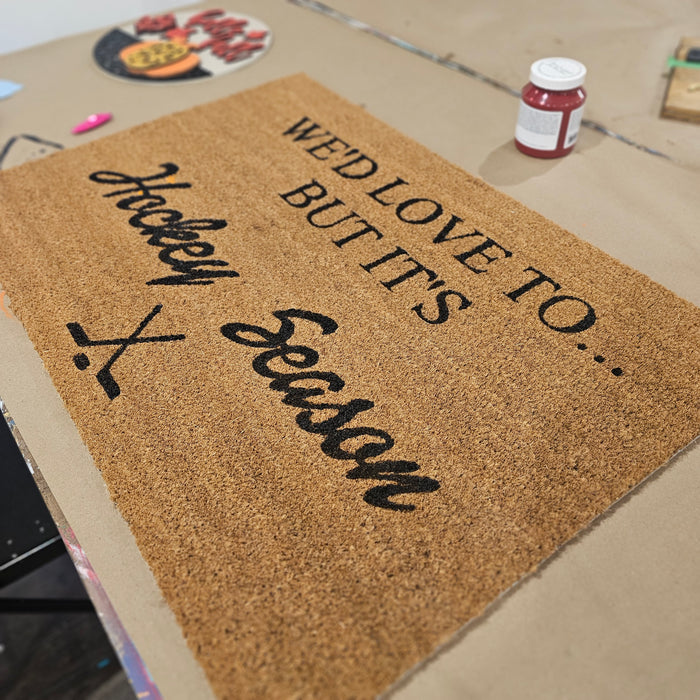 WE'D LOVE TO...
BUT IT'S
Hockey
Season